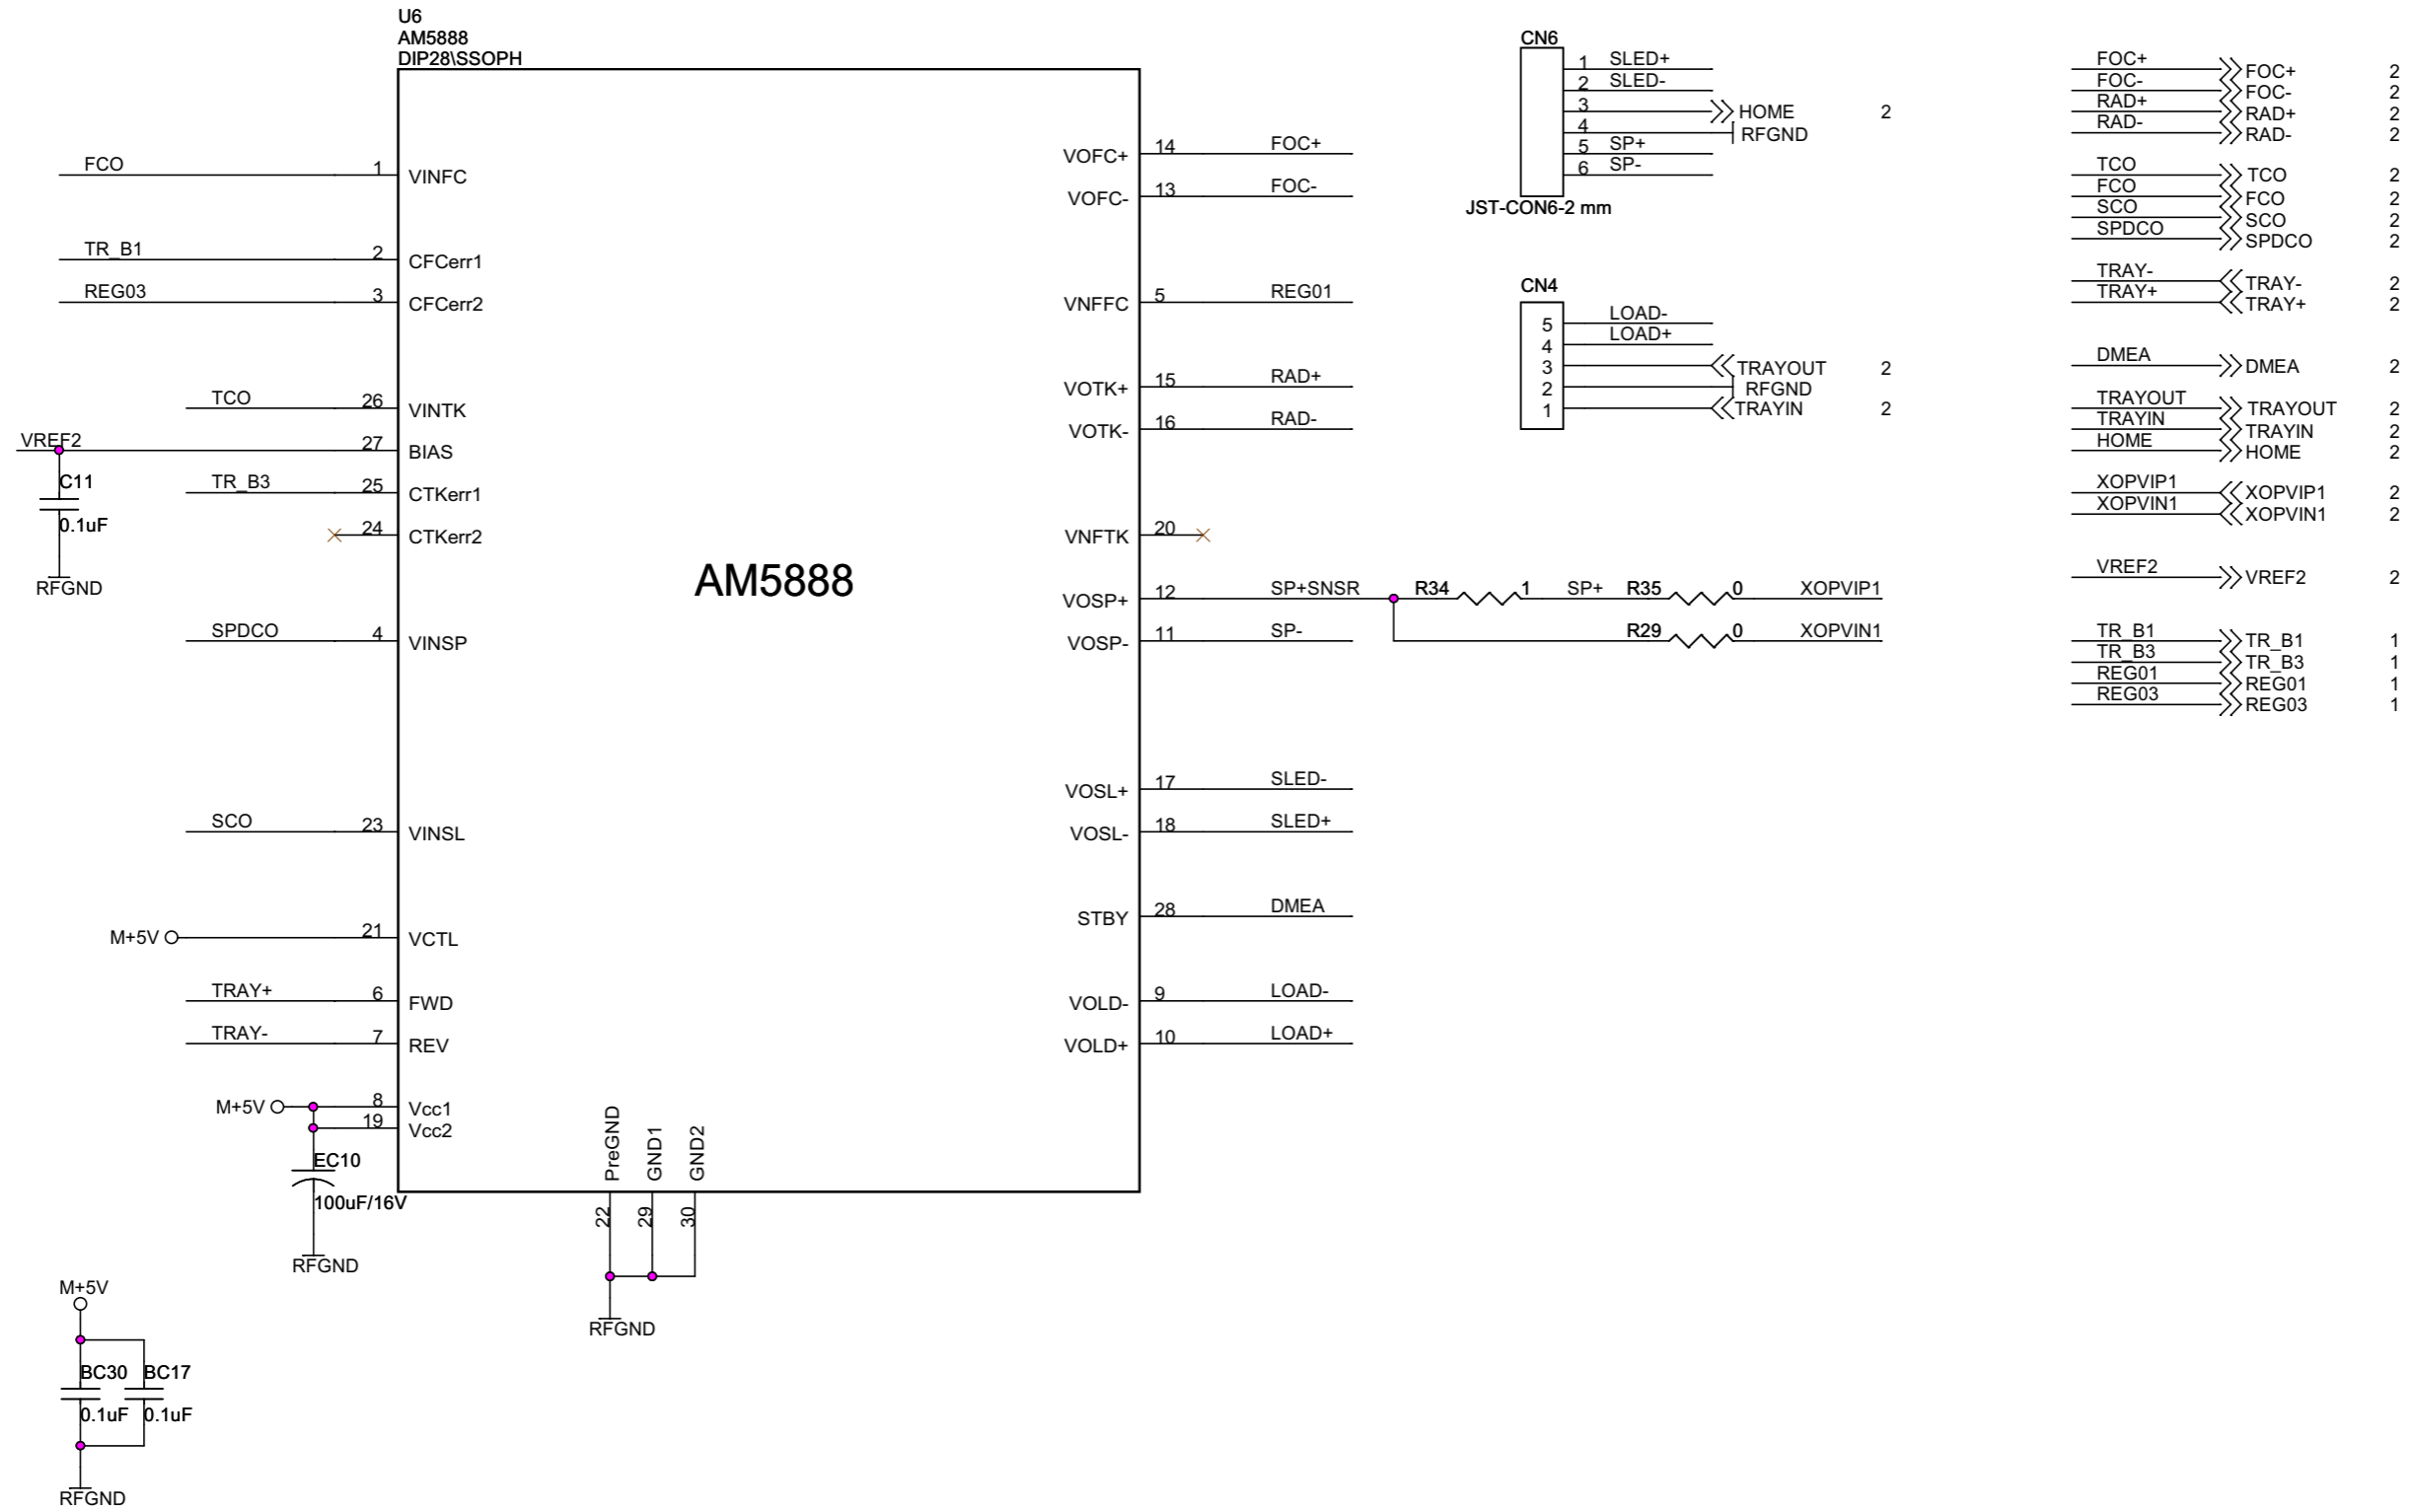 U6
AM5888
DIP28\SSOPH
FCO 1 VINFC
TR_B1 2 CFCerr1
REG03 3 CFCerr2
TCO 26 VINTK
VREF2 27 BIAS
C11
0.1uF
RFGND
TR_B3 25 CTKerr1
24 CTKerr2
SPDCO 4 VINSP
SCO 23 VINSL
M+5V 21 VCTL
TRAY+ 6 FWD
TRAY- 7 REV
M+5V 8 Vcc1
19 Vcc2
EC10
100uF/16V
RFGND
AM5888
PreGND GND1 GND2
22 29 30
RFGND
VOFC+ 14 FOC+
VOFC- 13 FOC-
VNFFC 5 REG01
VOTK+ 15 RAD+
VOTK- 16 RAD-
VNFTK 20
VOSP+ 12 SP+SNSR R34 1 SP+ R35 0 XOPVIP1
VOSP- 11 SP- R29 0 XOPVIN1
VOSL+ 17 SLED-
VOSL- 18 SLED+
STBY 28 DMEA
VOLD- 9 LOAD-
VOLD+ 10 LOAD+
M+5V
BC30 BC17
0.1uF 0.1uF
RFGND
CN6
1 SLED+
2 SLED-
3 HOME 2
4 RFGND
5 SP+
6 SP-
JST-CON6-2 mm
CN4
5 LOAD-
4 LOAD+
3 TRAYOUT 2
2 RFGND
1 TRAYIN 2
FOC+ FOC+ 2
FOC- FOC- 2
RAD+ RAD+ 2
RAD- RAD- 2
TCO TCO 2
FCO FCO 2
SCO SCO 2
SPDCO SPDCO 2
TRAY- TRAY- 2
TRAY+ TRAY+ 2
DMEA DMEA 2
TRAYOUT TRAYOUT 2
TRAYIN TRAYIN 2
HOME HOME 2
XOPVIP1 XOPVIP1 2
XOPVIN1 XOPVIN1 2
VREF2 VREF2 2
TR_B1 TR_B1 1
TR_B3 TR_B3 1
REG01 REG01 1
REG03 REG03 1